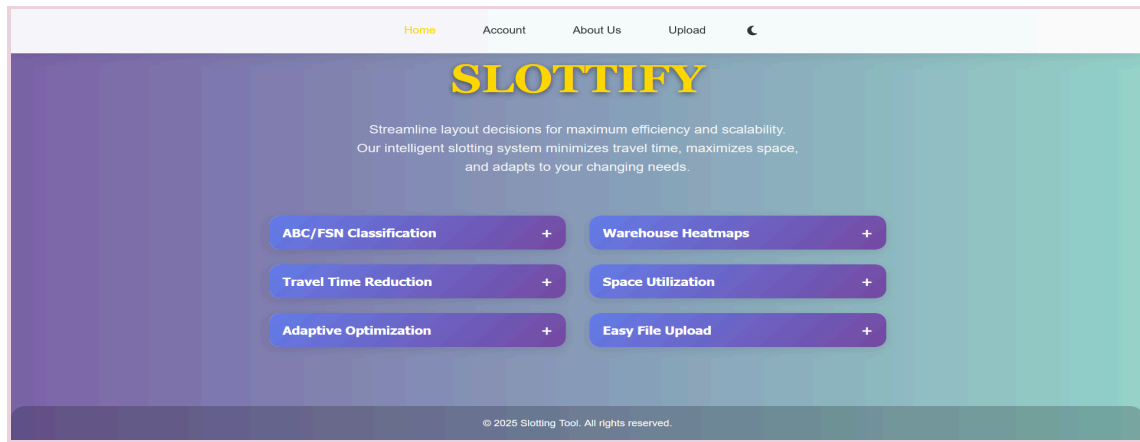 Home Account About Us Upload
SLOTTIFY
Streamline layout decisions for maximum efficiency and scalability.
Our intelligent slotting system minimizes travel time, maximizes space,
and adapts to your changing needs.
ABC/FSN Classification +
Warehouse Heatmaps +
Travel Time Reduction +
Space Utilization +
Adaptive Optimization +
Easy File Upload +
© 2025 Slotting Tool. All rights reserved.